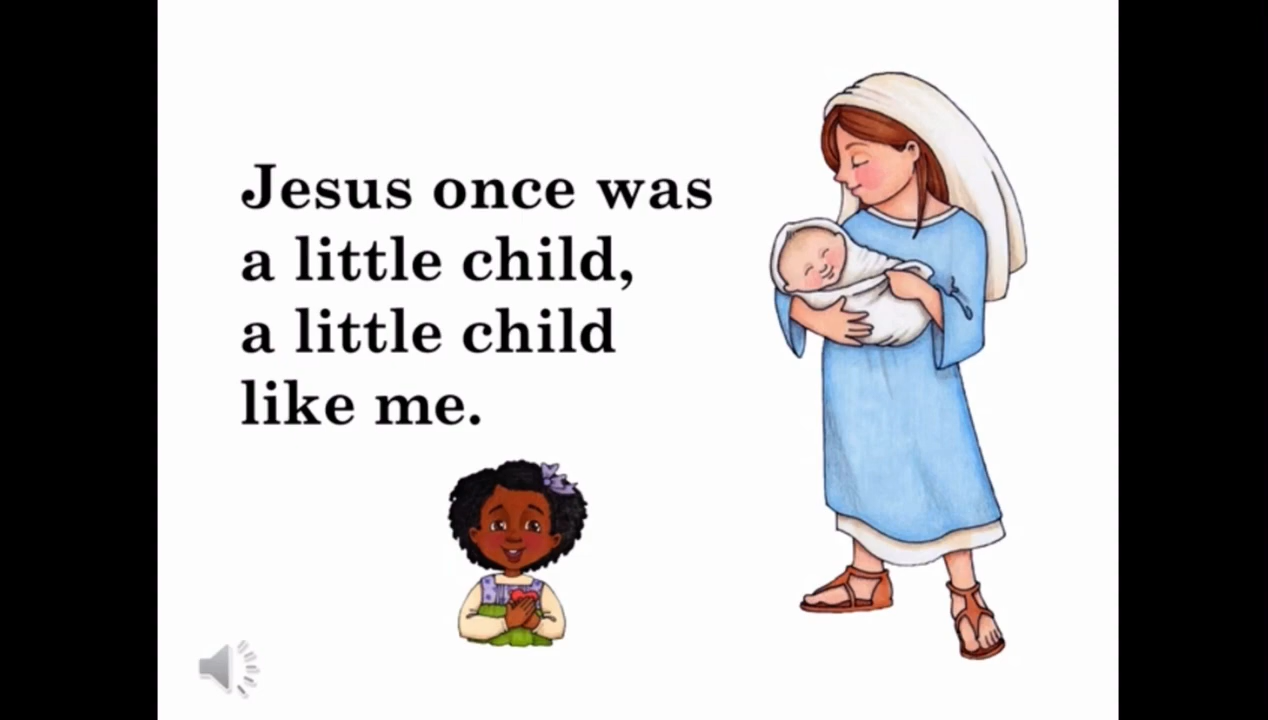 Jesus once was
a little child,
a little child
like me.